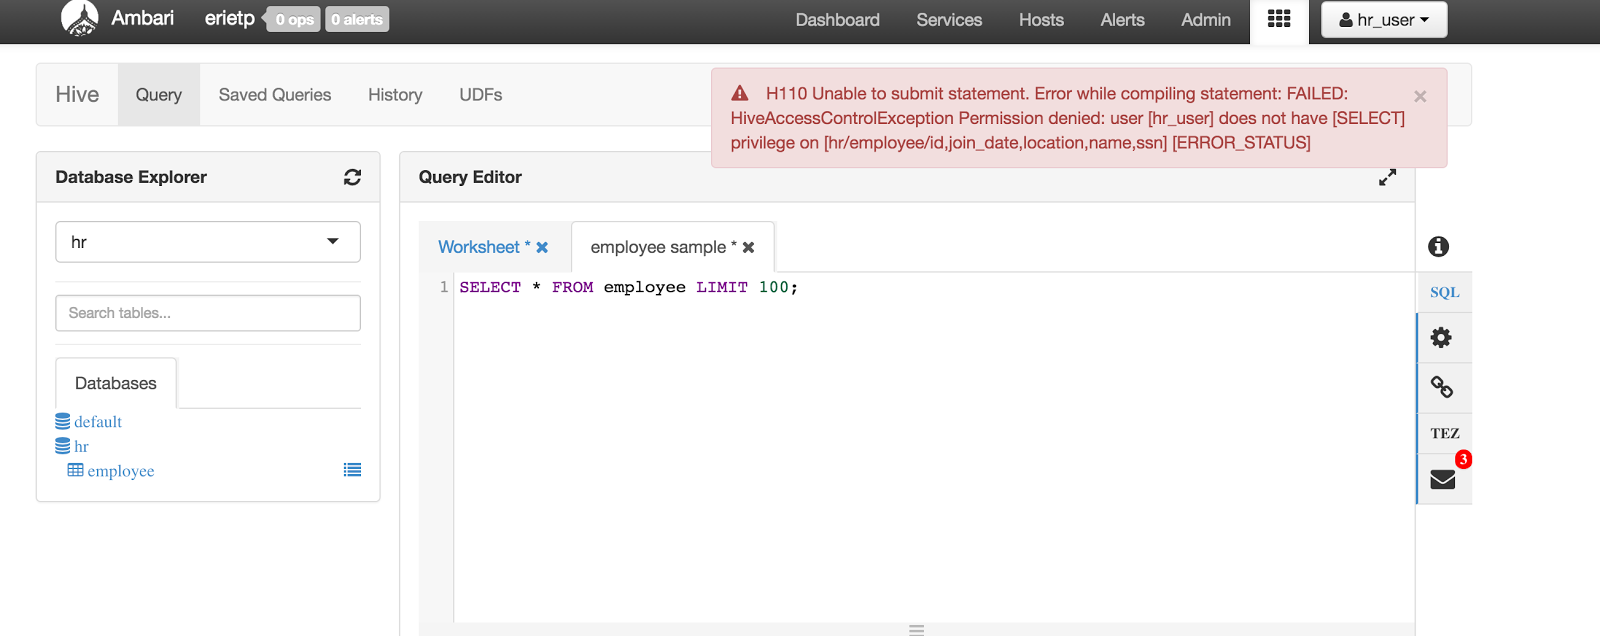 Ambari erietp 0 ops 0 alerts Dashboard Services Hosts Alerts Admin hr_user
Hive Query Saved Queries History UDFs
H110 Unable to submit statement. Error while compiling statement: FAILED:
HiveAccessControlException Permission denied: user [hr_user] does not have [SELECT]
privilege on [hr/employee/id,join_date,location,name,ssn] [ERROR_STATUS]
Database Explorer
hr
Search tables...
Databases
default
hr
employee
Query Editor
Worksheet * employee sample *
1 SELECT * FROM employee LIMIT 100;
SQL
TEZ
3